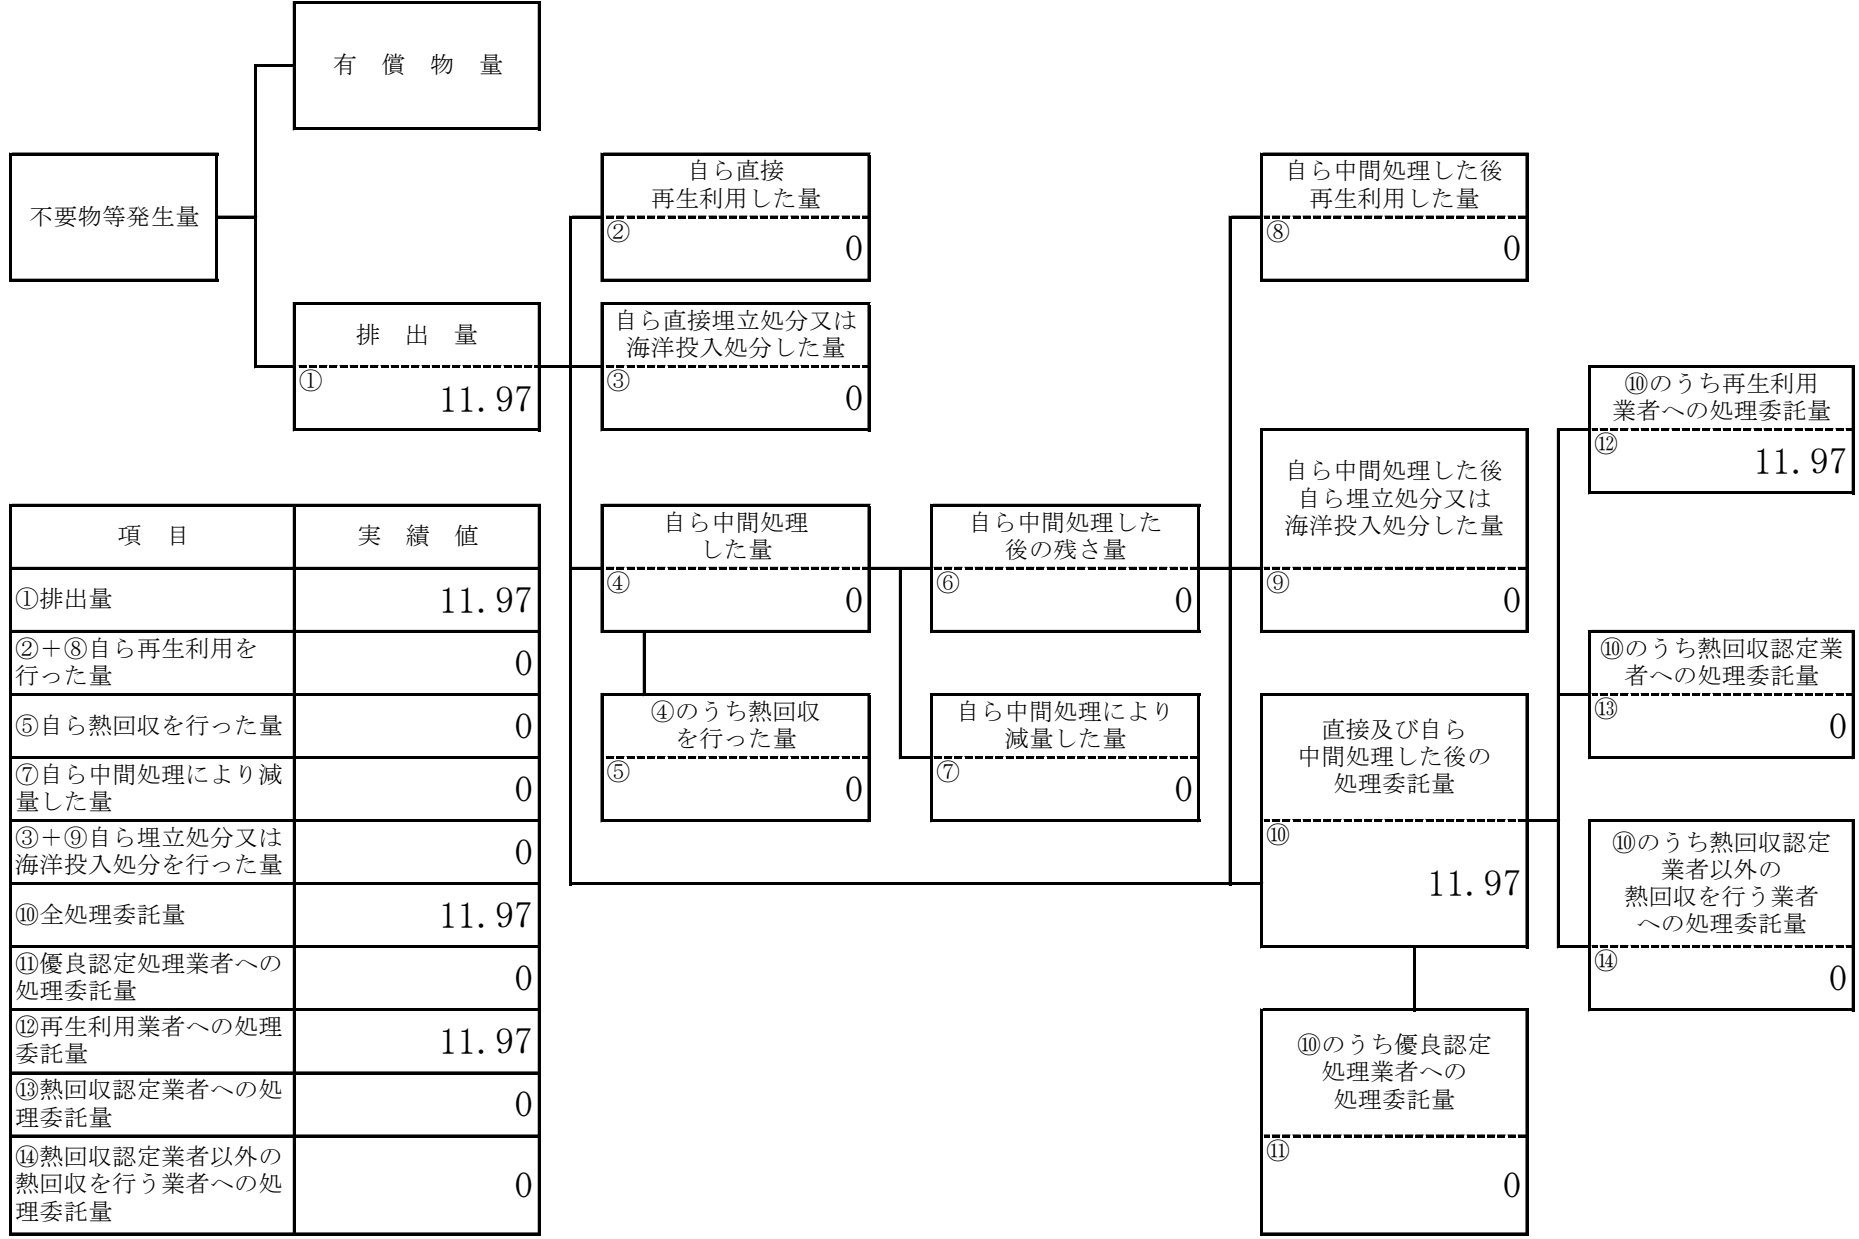 有　償　物　量
不要物等発生量
排　出　量
①
11.97
自ら直接
再生利用した量
②
0
自ら直接埋立処分又は
海洋投入処分した量
③
0
自ら中間処理
した量
④
0
④のうち熱回収
を行った量
⑤
0
自ら中間処理した
後の残さ量
⑥
0
自ら中間処理により
減量した量
⑦
0
自ら中間処理した後
再生利用した量
⑧
0
自ら中間処理した後
自ら埋立処分又は
海洋投入処分した量
⑨
0
直接及び自ら
中間処理した後の
処理委託量
⑩
11.97
⑩のうち優良認定
処理業者への
処理委託量
⑪
0
⑩のうち再生利用
業者への処理委託量
⑫
11.97
⑩のうち熱回収認定業
者への処理委託量
⑬
0
⑩のうち熱回収認定
業者以外の
熱回収を行う業者
への処理委託量
⑭
0
項　目
実　績　値
①排出量
11.97
②＋⑧自ら再生利用を
行った量
0
⑤自ら熱回収を行った量
0
⑦自ら中間処理により減
量した量
0
③＋⑨自ら埋立処分又は
海洋投入処分を行った量
0
⑩全処理委託量
11.97
⑪優良認定処理業者への
処理委託量
0
⑫再生利用業者への処理
委託量
11.97
⑬熱回収認定業者への処
理委託量
0
⑭熱回収認定業者以外の
熱回収を行う業者への処
理委託量
0